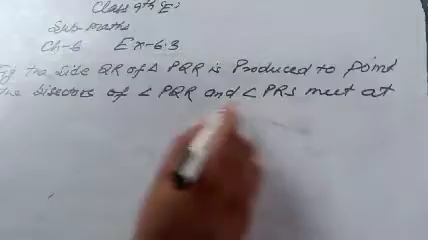 Class 9th E:
Sub-maths
Ch-6 Ex-6.3
If the side QR of Δ PQR is Produced to point
the bisectors of ∠ PQR and ∠ PRS meet at